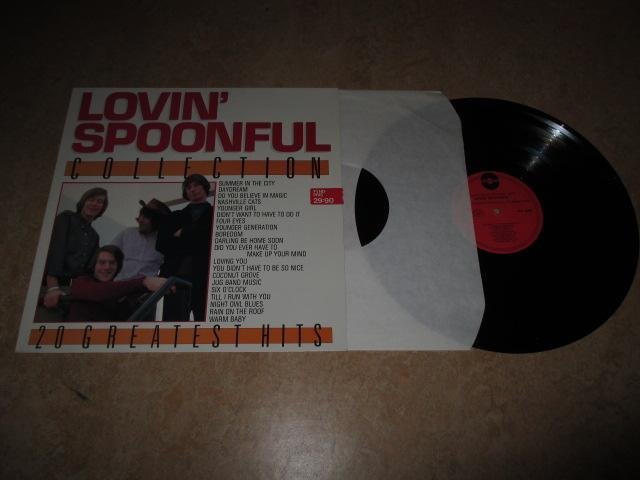 LOVIN'
SPOONFUL
COLLECTION
SUMMER IN THE CITY
DAYDREAM
DO YOU BELIEVE IN MAGIC
NASHVILLE CATS
YOUNGER GIRL
DIDN'T WANT TO HAVE TO DO IT
FOUR EYES
YOUNGER GENERATION
BOREDOM
DARLING BE HOME SOON
DID YOU EVER HAVE TO
MAKE UP YOUR MIND
LOVING YOU
YOU DIDN'T HAVE TO BE SO NICE
COCONUT GROVE
JUG BAND MUSIC
SIX O'CLOCK
TILL I RUN WITH YOU
NIGHT OWL BLUES
RAIN ON THE ROOF
WARM BABY
29:90
20 GREATEST HITS